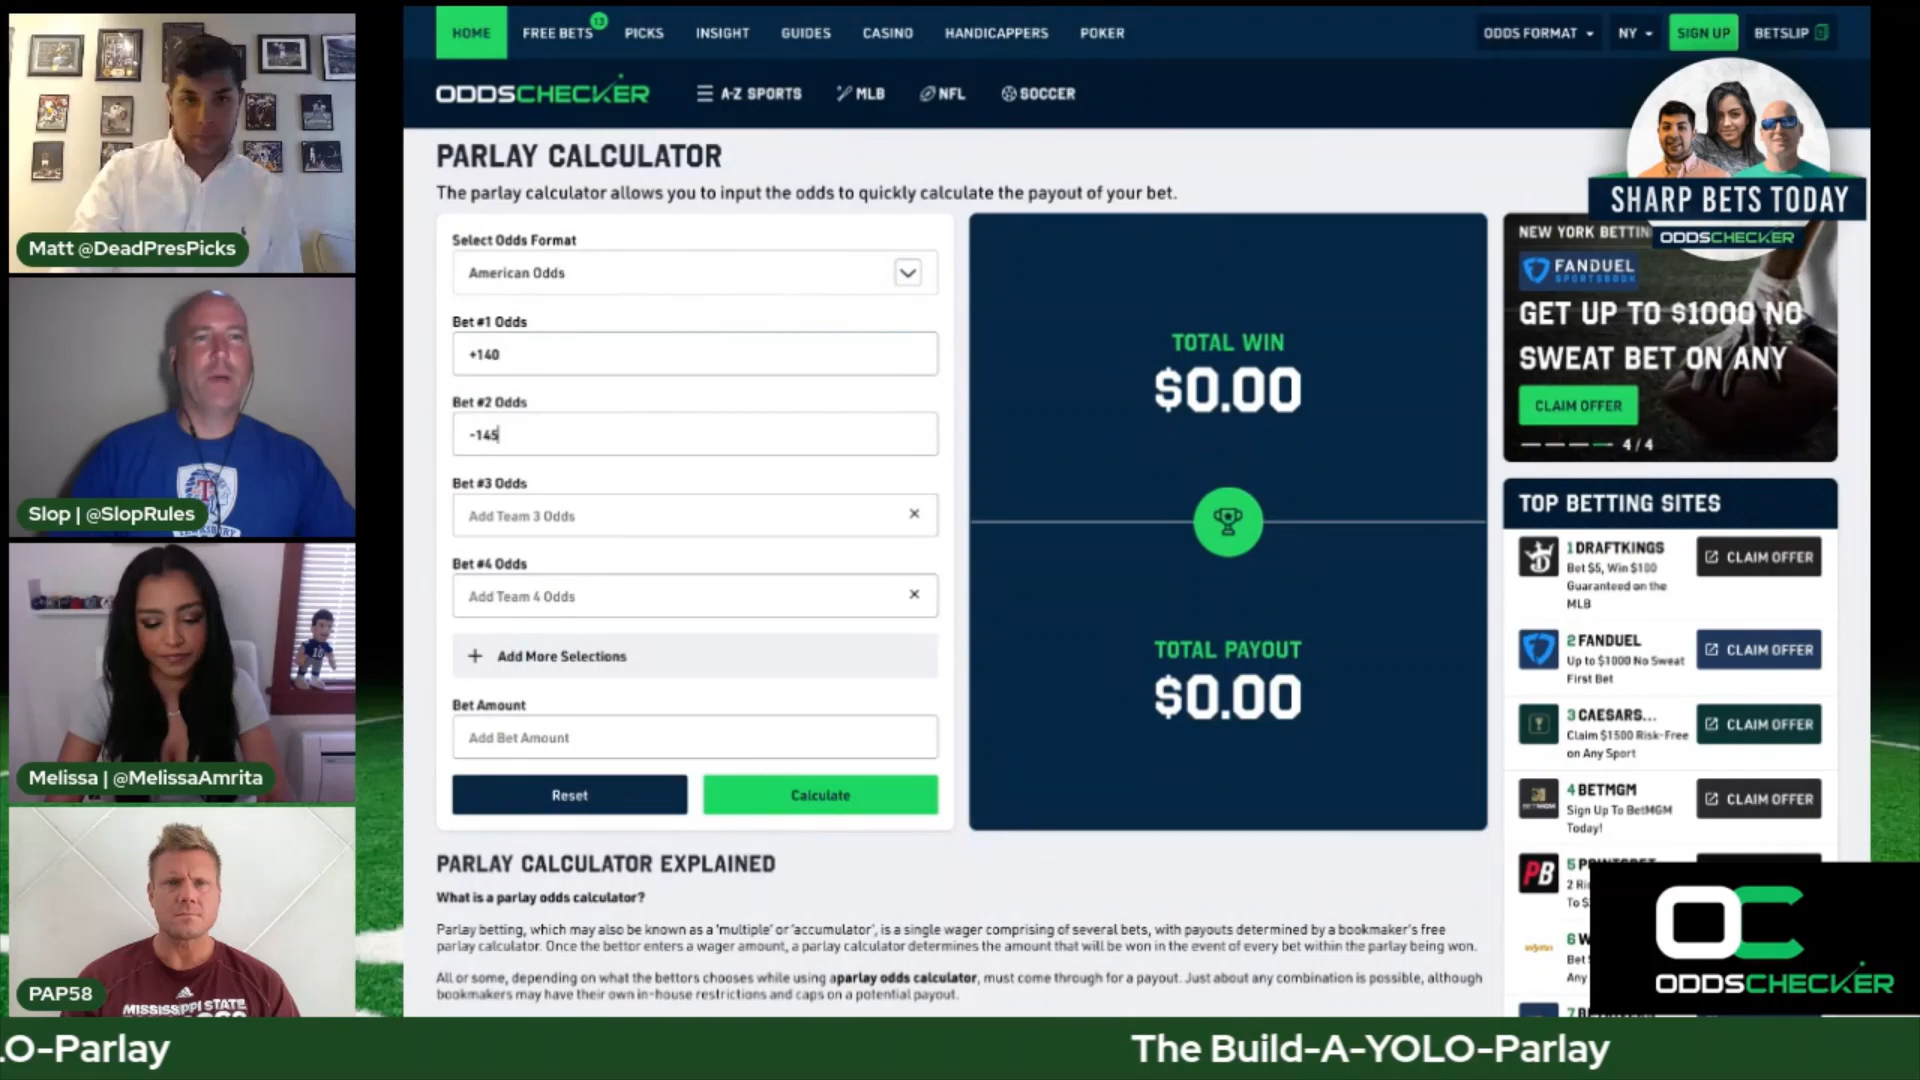 Matt @DeadPresPicks
Slop | @SlopRules
Melissa | @MelissaAmrita
MISSISSIPPI STATE
PAP58
HOME
FREE BETS
13
PICKS
INSIGHT
GUIDES
CASINO
HANDICAPPERS
POKER
ODDS FORMAT
NY
SIGN UP
BETSLIP
ODDSCHECKER
A-Z SPORTS
MLB
NFL
SOCCER
SHARP BETS TODAY
ODDSCHECKER
PARLAY CALCULATOR
The parlay calculator allows you to input the odds to quickly calculate the payout of your bet.
Select Odds Format
American Odds
Bet #1 Odds
+140
Bet #2 Odds
-145
Bet #3 Odds
Add Team 3 Odds
Bet #4 Odds
Add Team 4 Odds
Add More Selections
Bet Amount
Add Bet Amount
Reset
Calculate
TOTAL WIN
$0.00
TOTAL PAYOUT
$0.00
NEW YORK BETTIN
FANDUEL
SPORTSBOOK
GET UP TO $1000 NO
SWEAT BET ON ANY
CLAIM OFFER
4 / 4
TOP BETTING SITES
1 DRAFTKINGS
Bet $5, Win $100
Guaranteed on the
MLB
CLAIM OFFER
2 FANDUEL
Up to $1000 No Sweat
First Bet
CLAIM OFFER
3 CAESARS...
Claim $1500 Risk-Free
on Any Sport
CLAIM OFFER
4 BETMGM
Sign Up To BetMGM
Today!
CLAIM OFFER
PB
5
2
To $
6 W
Bet
Any
7
PARLAY CALCULATOR EXPLAINED
What is a parlay odds calculator?
Parlay betting, which may also be known as a 'multiple' or 'accumulator', is a single wager comprising of several bets, with payouts determined by a bookmaker's free
parlay calculator. Once the bettor enters a wager amount, a parlay calculator determines the amount that will be won in the event of every bet within the parlay being won.
All or some, depending on what the bettors chooses while using aparlay odds calculator, must come through for a payout. Just about any combination is possible, although
bookmakers may have their own in-house restrictions and caps on a potential payout.
OC
ODDSCHECKER
LO-Parlay
The Build-A-YOLO-Parlay